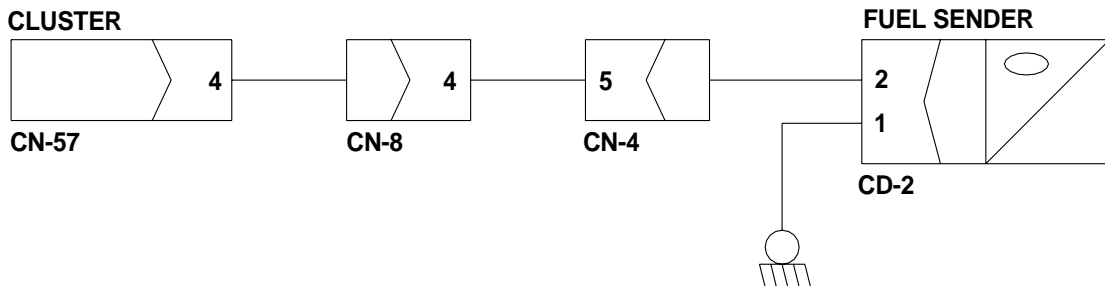 CLUSTER
FUEL SENDER
4
4
5
2
1
CN-57
CN-8
CN-4
CD-2